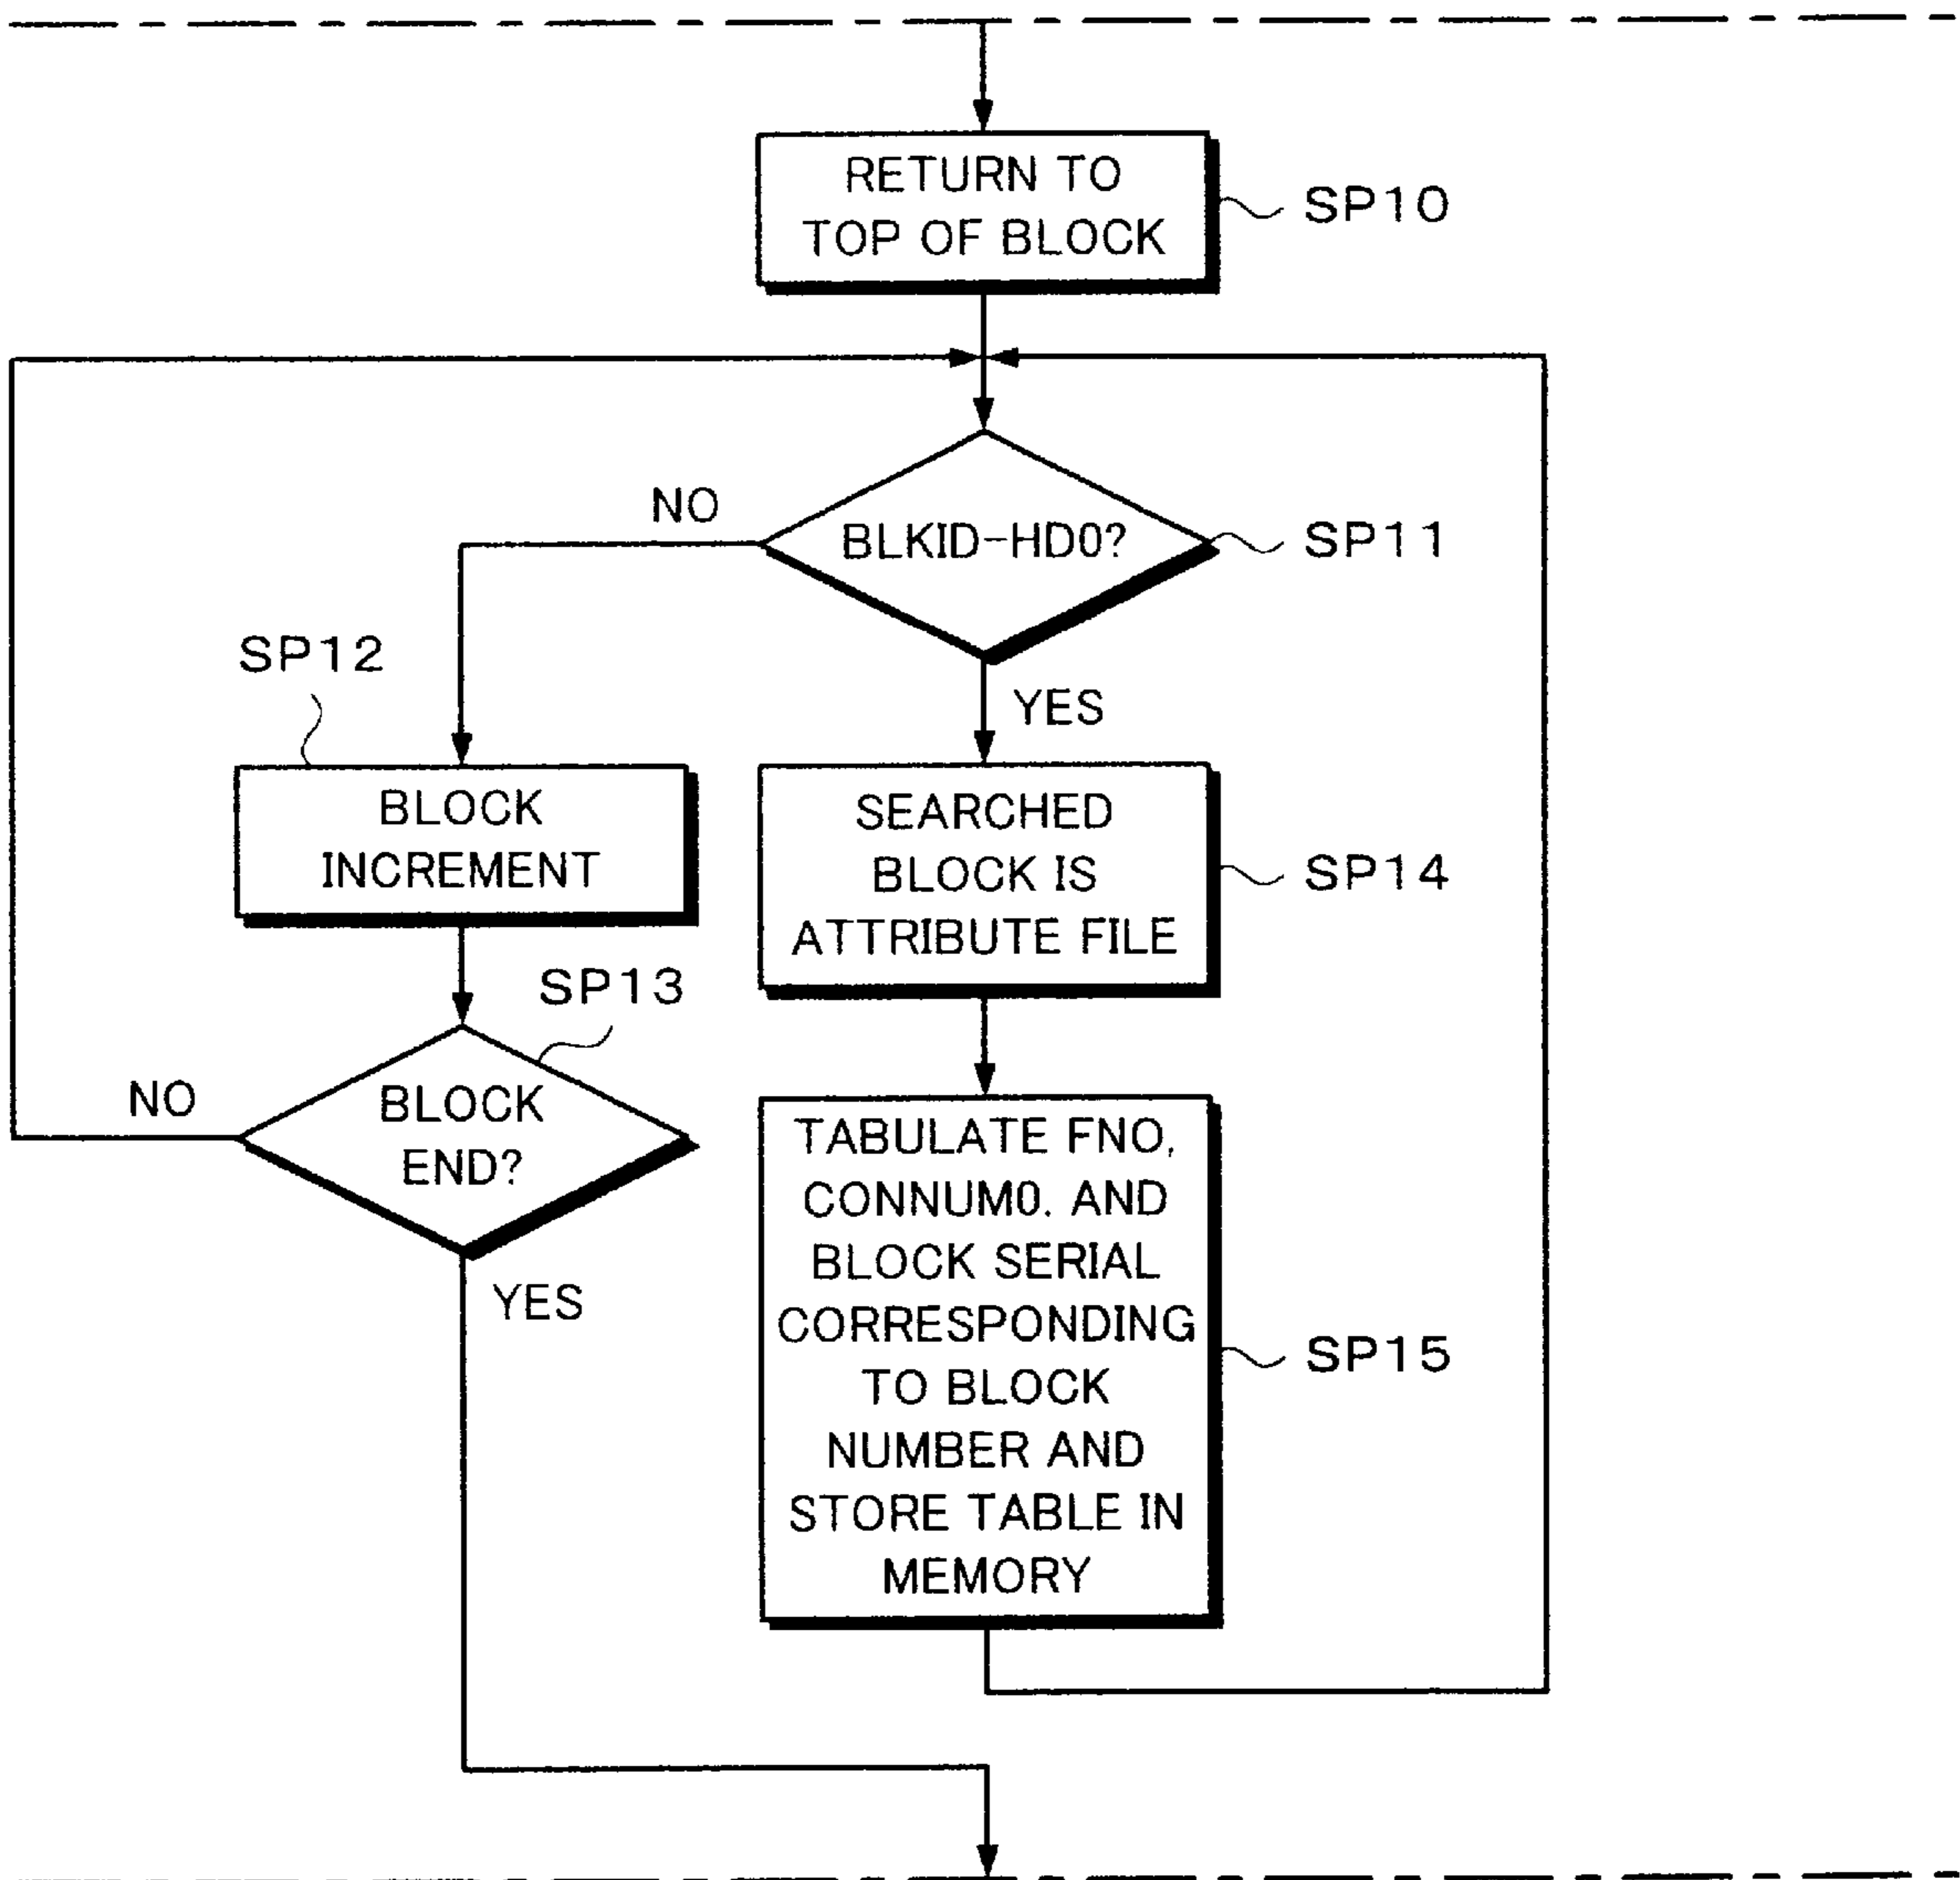 RETURN TO
TOP OF BLOCK
SP10
NO
BLKID-HD0?
SP11
SP12
YES
BLOCK
INCREMENT
SEARCHED
BLOCK IS
ATTRIBUTE FILE
SP14
SP13
NO
BLOCK
END?
YES
TABULATE FNO,
CONNUM0. AND
BLOCK SERIAL
CORRESPONDING
TO BLOCK
NUMBER AND
STORE TABLE IN
MEMORY
SP15